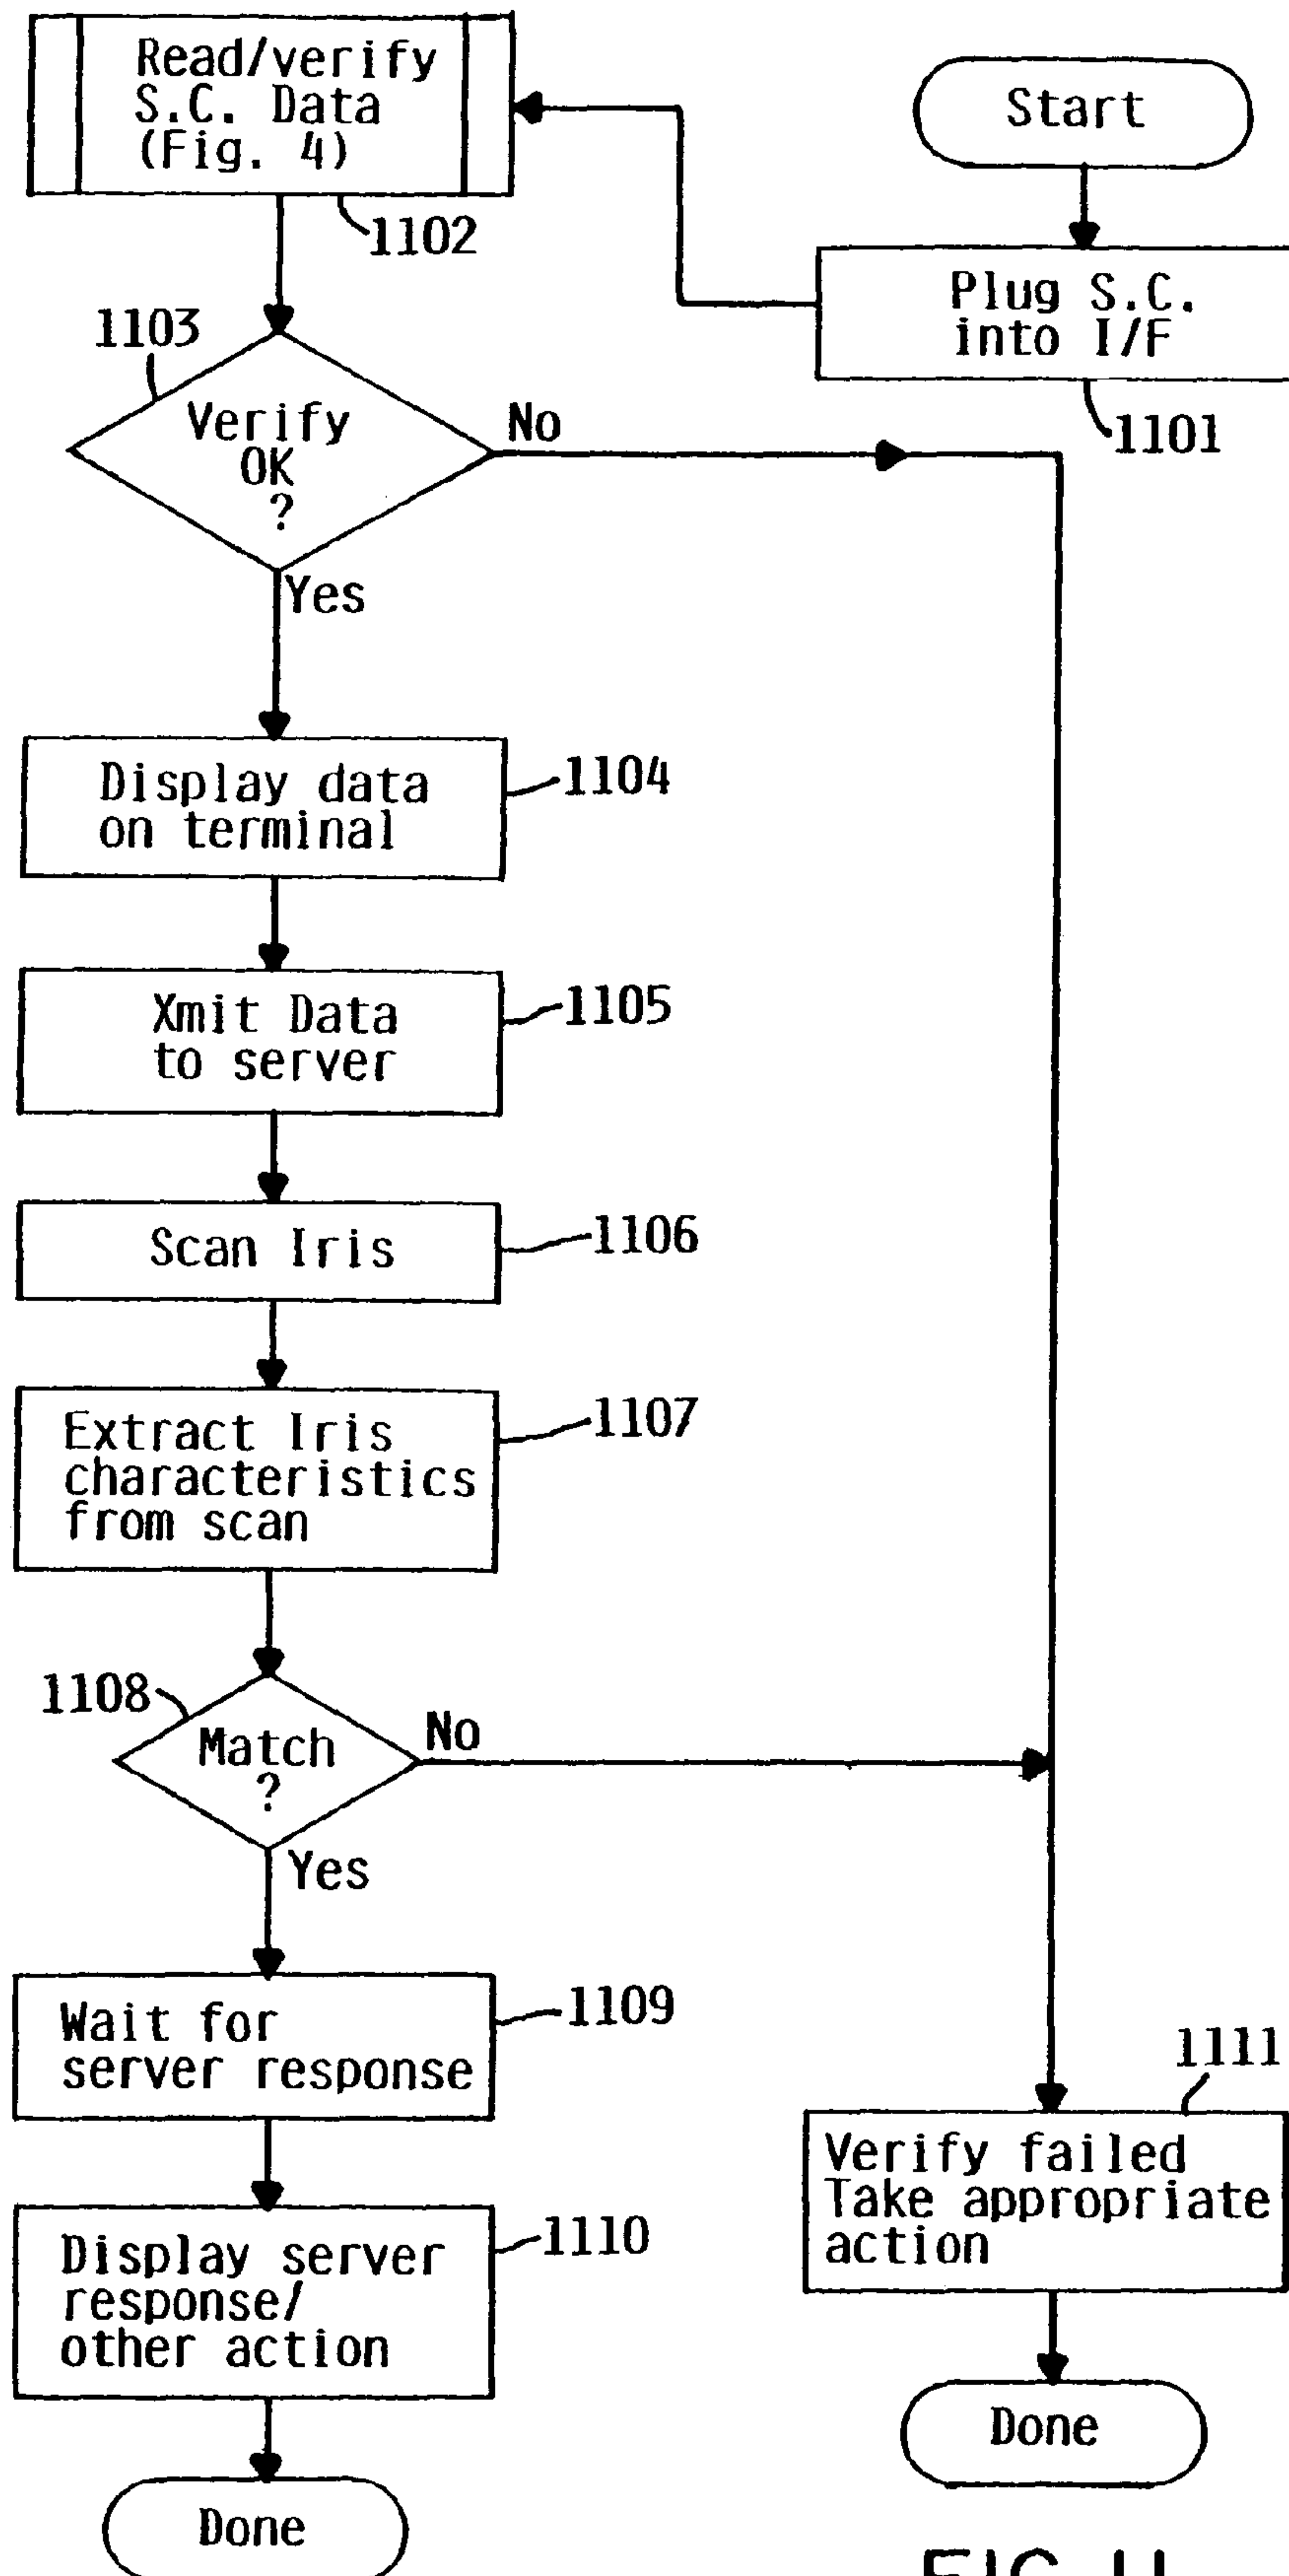 Start
Plug S.C.
into I/F
1101
Read/verify
S.C. Data
(Fig. 4)
1102
1103
Verify
OK
?
No
Yes
Display data
on terminal
1104
Xmit Data
to server
1105
Scan Iris
1106
Extract Iris
characteristics
from scan
1107
1108
Match
?
No
Yes
Wait for
server response
1109
Display server
response/
other action
1110
Done
1111
Verify failed
Take appropriate
action
Done
FIG. 11